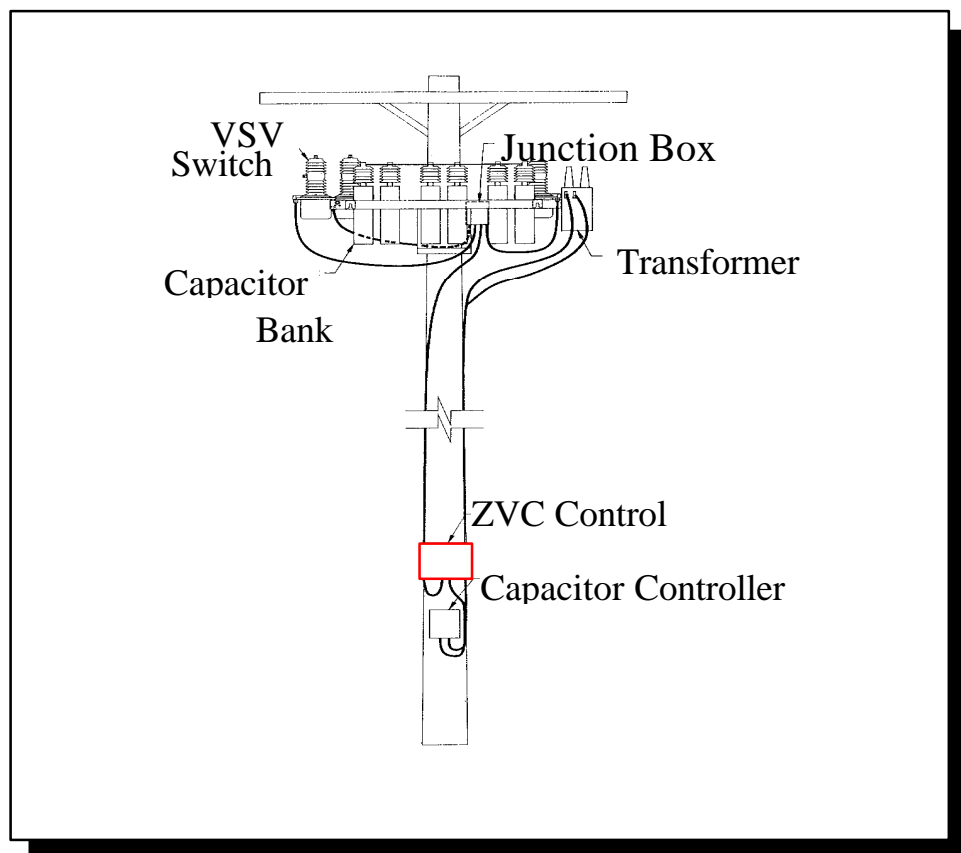 VSV
Switch
Junction Box
Transformer
Capacitor
Bank
ZVC Control
Capacitor Controller